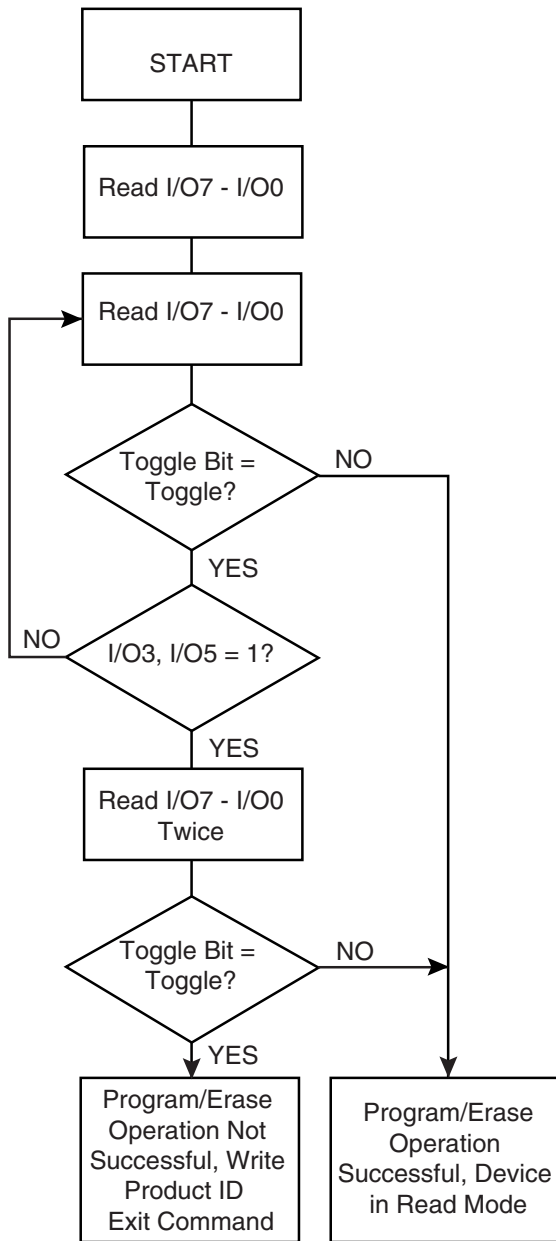 START
Read I/O7 - I/O0
Read I/O7 - I/O0
Toggle Bit =
Toggle?
NO
YES
NO
I/O3, I/O5 = 1?
YES
Read I/O7 - I/O0
Twice
Toggle Bit =
Toggle?
NO
YES
Program/Erase
Operation Not
Successful, Write
Product ID
Exit Command
Program/Erase
Operation
Successful, Device
in Read Mode